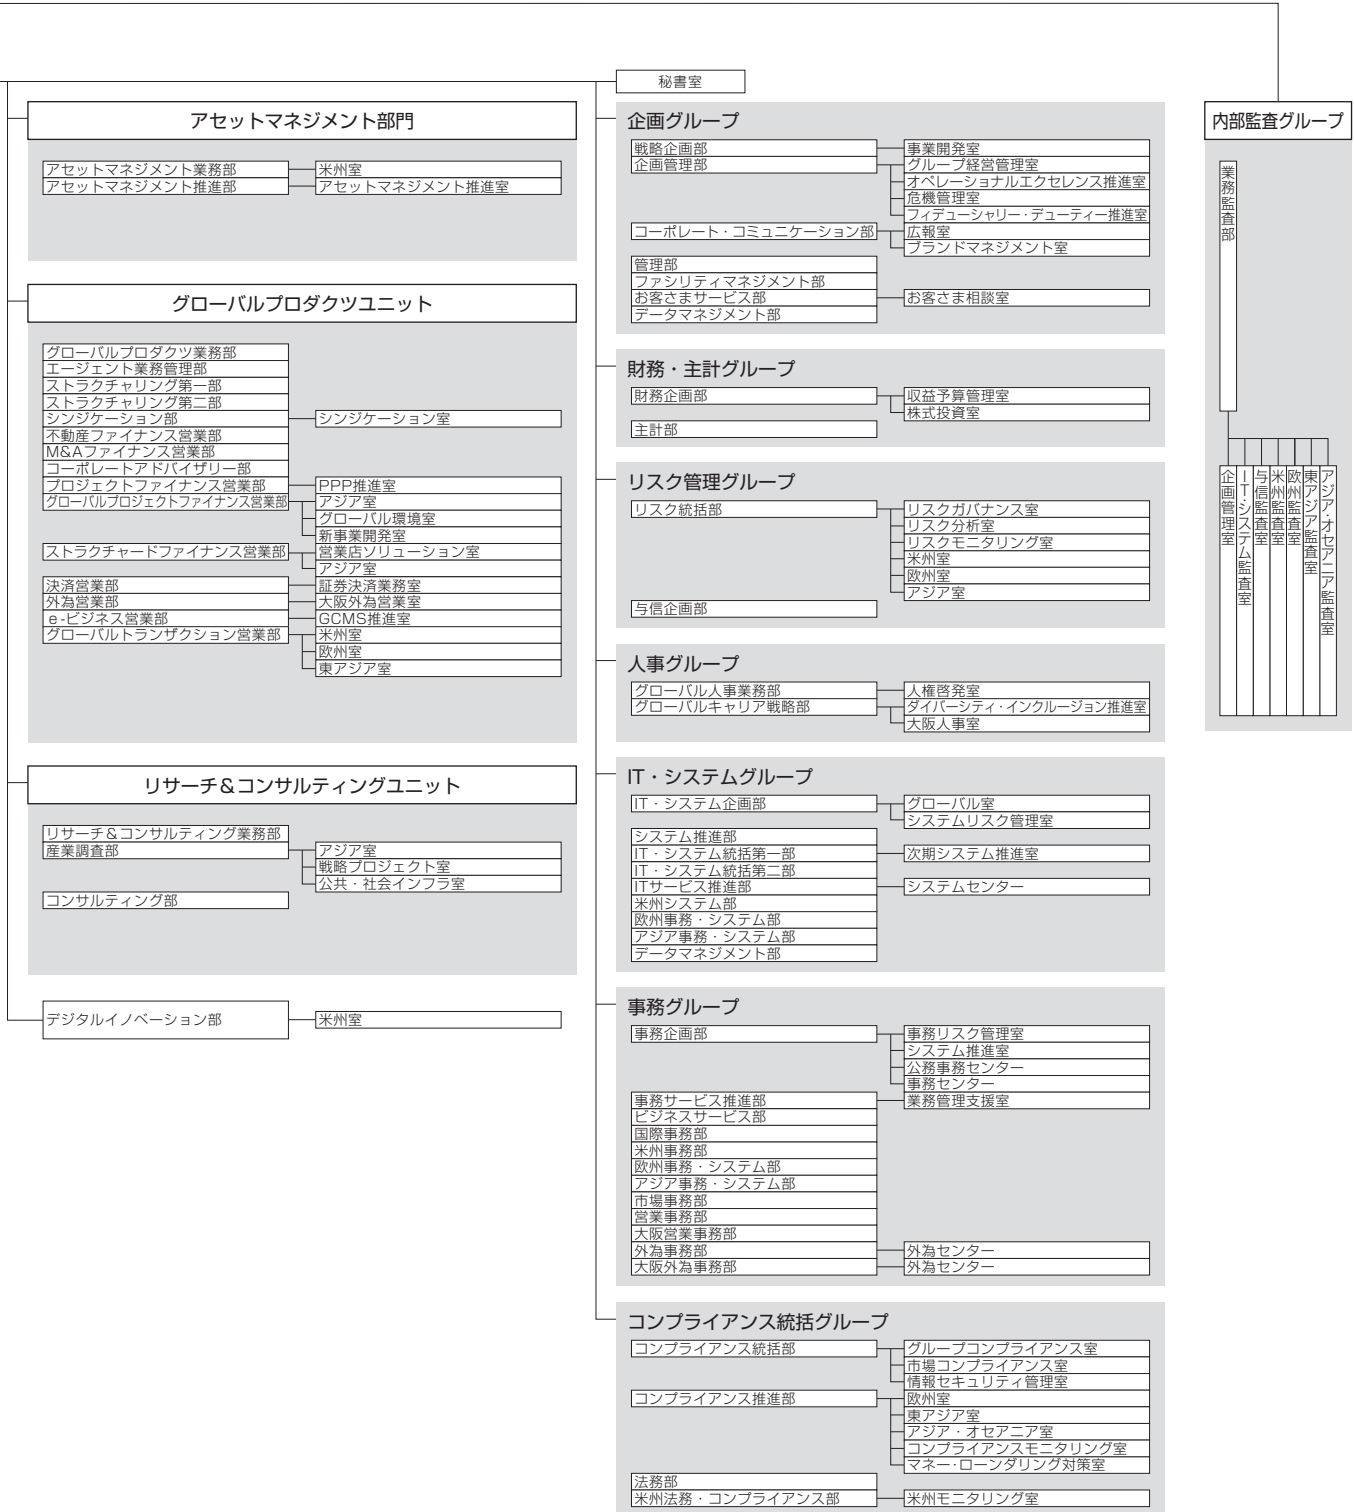 秘書室
アセットマネジメント部門
アセットマネジメント業務部
米州室
アセットマネジメント推進部
アセットマネジメント推進室
グローバルプロダクツユニット
グローバルプロダクツ業務部
エージェント業務管理部
ストラクチャリング第一部
ストラクチャリング第二部
シンジケーション部
シンジケーション室
不動産ファイナンス営業部
M&Aファイナンス営業部
コーポレートアドバイザリー部
プロジェクトファイナンス営業部
PPP推進室
グローバルプロジェクトファイナンス営業部
アジア室
グローバル環境室
新事業開発室
ストラクチャードファイナンス営業部
営業店ソリューション室
アジア室
決済営業部
証券決済業務室
外為営業部
大阪外為営業室
e-ビジネス営業部
GCMS推進室
グローバルトランザクション営業部
米州室
欧州室
東アジア室
リサーチ＆コンサルティングユニット
リサーチ＆コンサルティング業務部
産業調査部
アジア室
戦略プロジェクト室
公共・社会インフラ室
コンサルティング部
デジタルイノベーション部
米州室
企画グループ
戦略企画部
事業開発室
企画管理部
グループ経営管理室
オペレーショナルエクセレンス推進室
危機管理室
フィデューシャリー・デューティー推進室
コーポレート・コミュニケーション部
広報室
ブランドマネジメント室
管理部
ファシリティマネジメント部
お客さまサービス部
お客さま相談室
データマネジメント部
財務・主計グループ
財務企画部
収益予算管理室
株式投資室
主計部
リスク管理グループ
リスク統括部
リスクガバナンス室
リスク分析室
リスクモニタリング室
米州室
欧州室
アジア室
与信企画部
人事グループ
グローバル人事業務部
人権啓発室
グローバルキャリア戦略部
ダイバーシティ・インクルージョン推進室
大阪人事室
IT・システムグループ
IT・システム企画部
グローバル室
システムリスク管理室
システム推進部
IT・システム統括第一部
次期システム推進室
IT・システム統括第二部
ITサービス推進部
システムセンター
米州システム部
欧州事務・システム部
アジア事務・システム部
データマネジメント部
事務グループ
事務企画部
事務リスク管理室
システム推進室
公務事務センター
事務センター
事務サービス推進部
業務管理支援室
ビジネスサービス部
国際事務部
米州事務部
欧州事務・システム部
アジア事務・システム部
市場事務部
営業事務部
大阪営業事務部
外為事務部
外為センター
大阪外為事務部
外為センター
コンプライアンス統括グループ
コンプライアンス統括部
グループコンプライアンス室
市場コンプライアンス室
情報セキュリティ管理室
コンプライアンス推進部
欧州室
東アジア室
アジア・オセアニア室
コンプライアンスモニタリング室
マネー・ローンダリング対策室
法務部
米州法務・コンプライアンス部
米州モニタリング室
内部監査グループ
業務監査部
企画管理室
IT・システム監査室
与信監査室
米州監査室
欧州監査室
東アジア監査室
アジア・オセアニア監査室